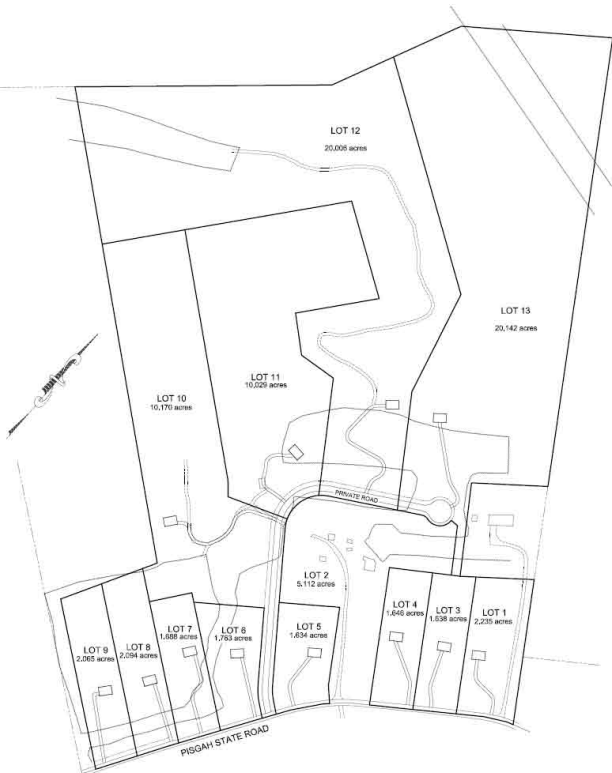 LOT 12
20,006 acres
LOT 13
20,142 acres
LOT 11
10,029 acres
LOT 10
10,170 acres
PRIVATE ROAD
LOT 2
5,112 acres
LOT 4
1,646 acres
LOT 3
1,638 acres
LOT 1
2,235 acres
LOT 5
1,634 acres
LOT 6
1,763 acres
LOT 7
1,688 acres
LOT 8
2,094 acres
LOT 9
2,065 acres
PISGAH STATE ROAD